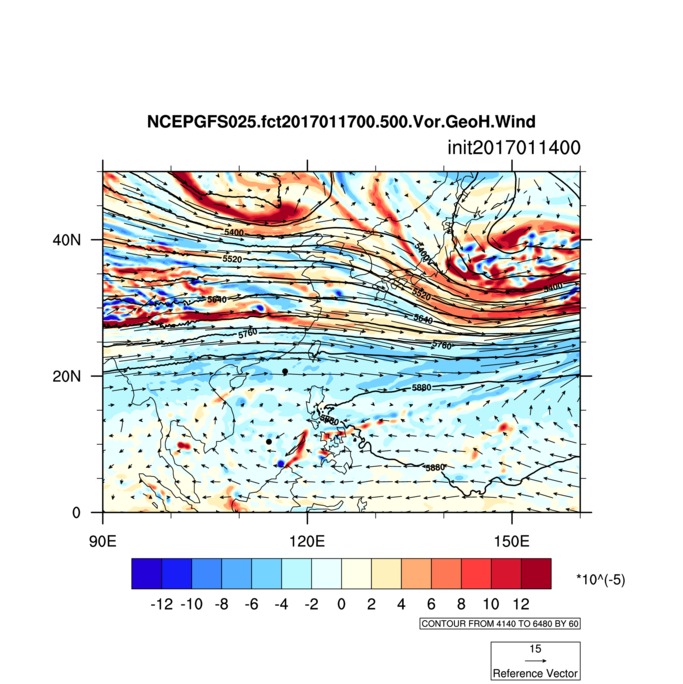 NCEPGFS025.fct2017011700.500.Vor.GeoH.Wind
init2017011400
40N
20N
0
90E 120E 150E
5400
5400
5520
5520
5400
5640
5640
5760
5760
5880
5880
5880
-12 -10 -8 -6 -4 -2 0 2 4 6 8 10 12
*10^(-5)
CONTOUR FROM 4140 TO 6480 BY 60
15
Reference Vector